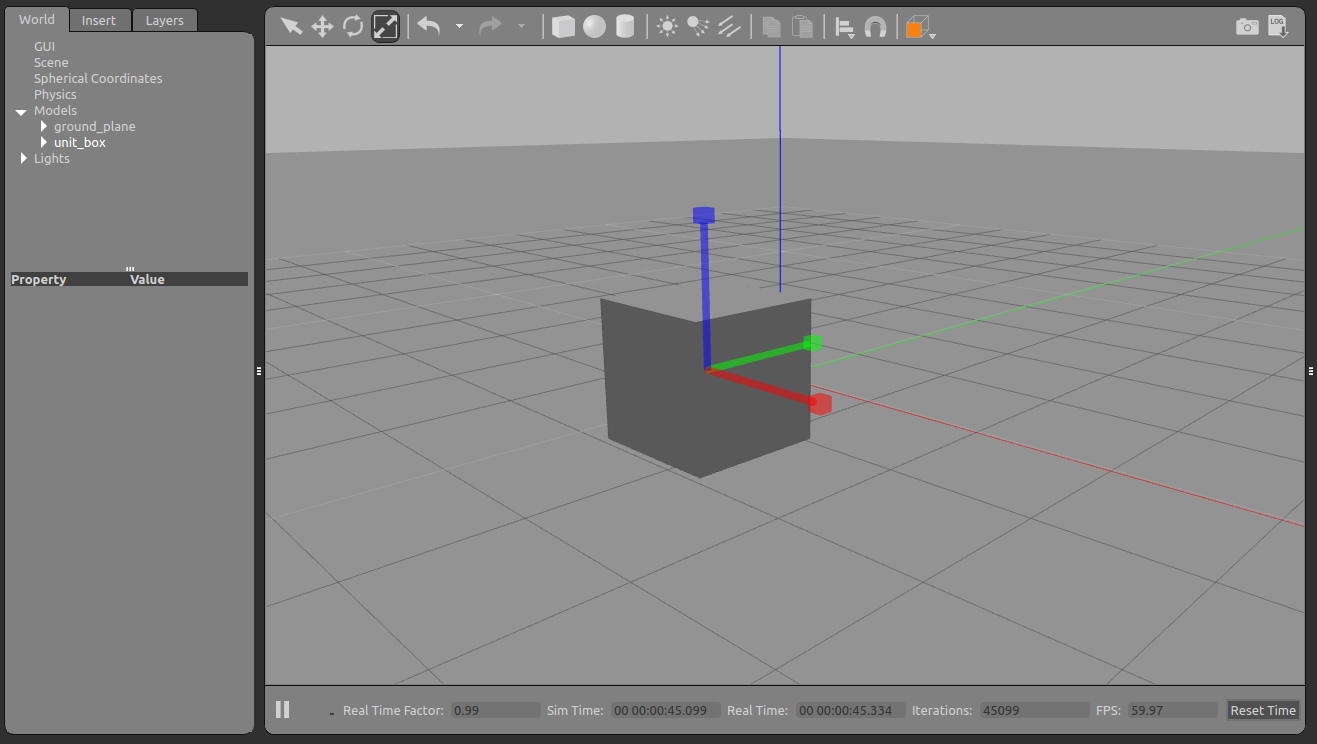 World Insert Layers
LOG
GUI
Scene
Spherical Coordinates
Physics
Models
ground_plane
unit_box
Lights
Property Value
Real Time Factor: 0.99 Sim Time: 00 00:00:45.099 Real Time: 00 00:00:45.334 Iterations: 45099 FPS: 59.97 Reset Time